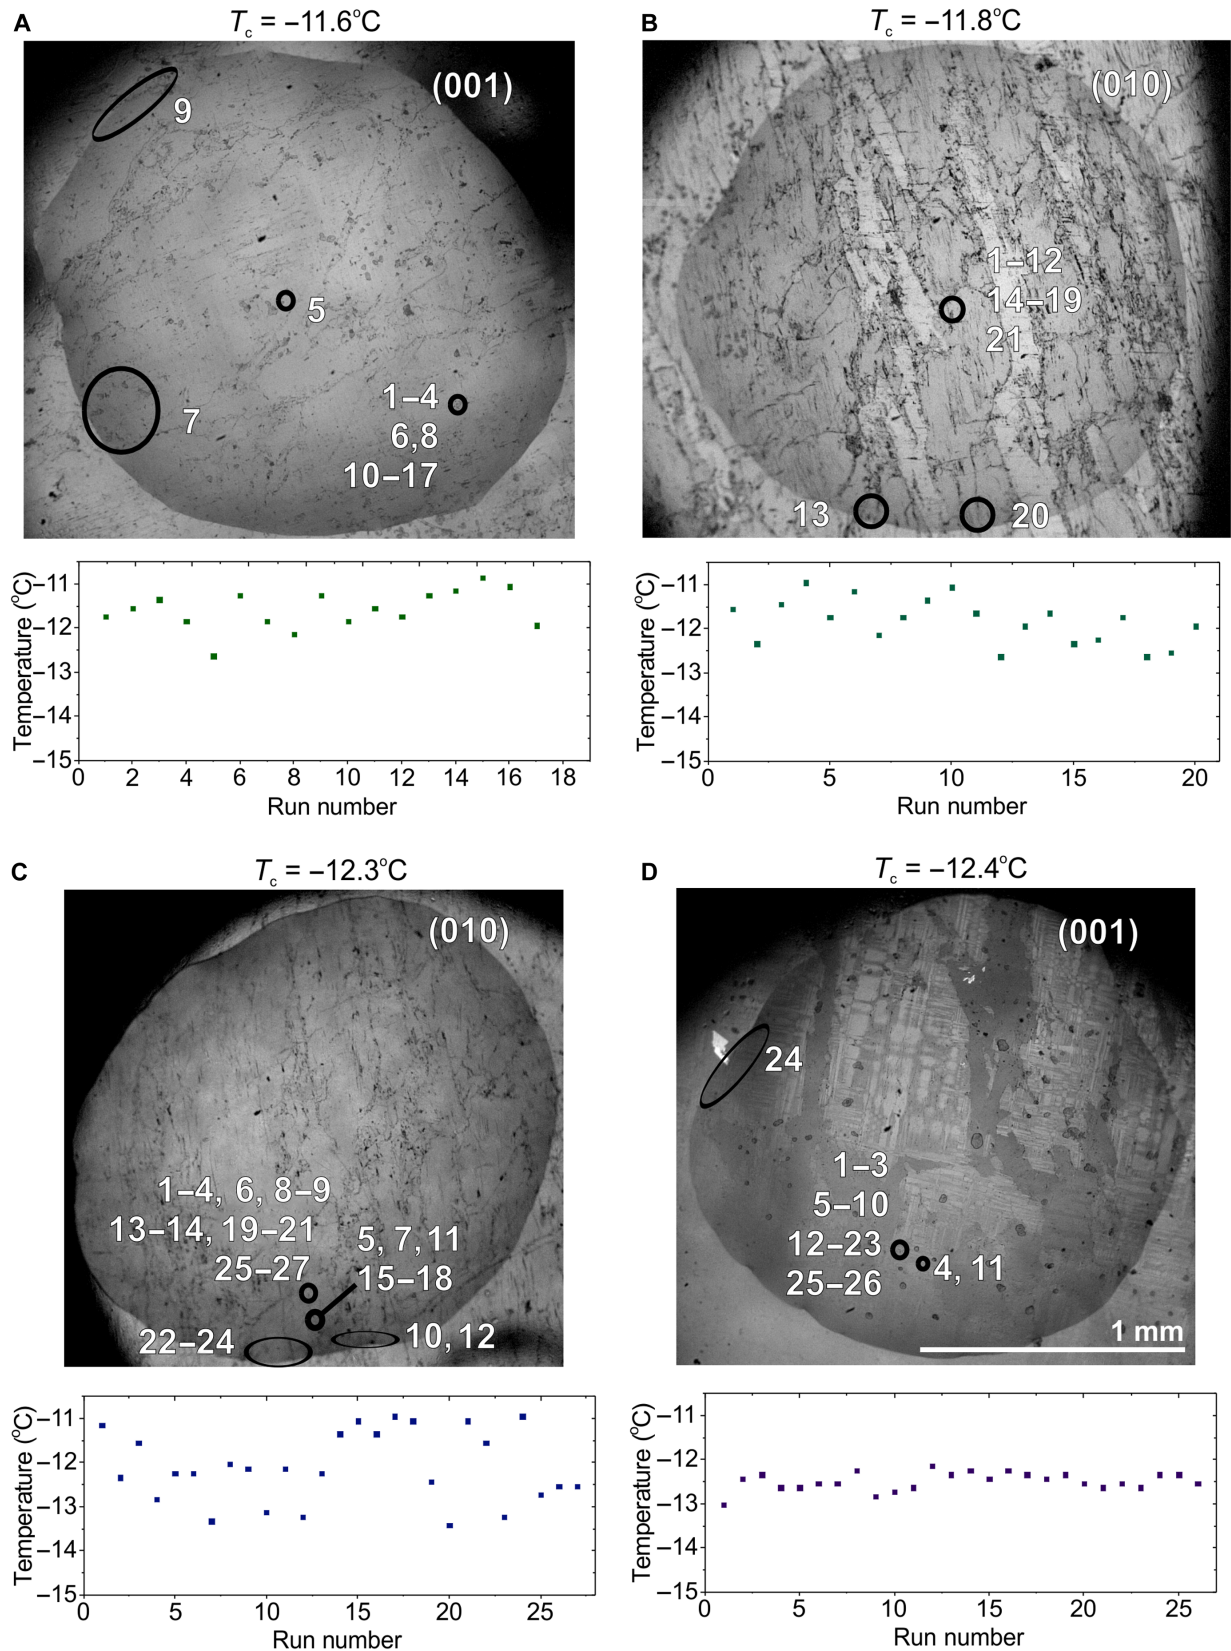 A
Tc = −11.6°C
(001)
9
5
7
1–4
6,8
10–17
Temperature (°C)
−11
−12
−13
−14
−15
0 2 4 6 8 10 12 14 16 18
Run number
B
Tc = −11.8°C
(010)
1–12
14–19
21
13
20
Temperature (°C)
−11
−12
−13
−14
−15
0 5 10 15 20
Run number
C
Tc = −12.3°C
(010)
1–4, 6, 8–9
13–14, 19–21
25–27
5, 7, 11
15–18
22–24
10, 12
Temperature (°C)
−11
−12
−13
−14
−15
0 5 10 15 20 25
Run number
D
Tc = −12.4°C
(001)
24
1–3
5–10
12–23
25–26
4, 11
1 mm
Temperature (°C)
−11
−12
−13
−14
−15
0 5 10 15 20 25
Run number